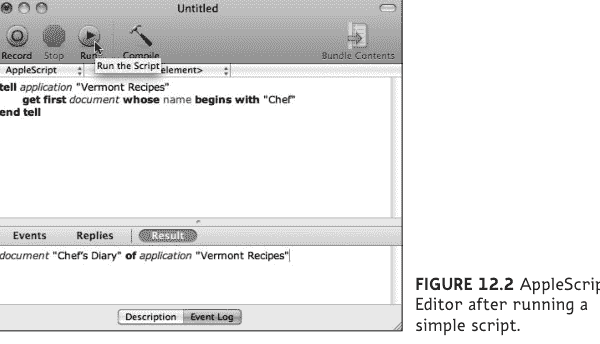 Untitled
Record Stop Run Compile Bundle Contents
AppleScript element>
Run the Script
tell application "Vermont Recipes"
get first document whose name begins with "Chef"
end tell
Events Replies Result
document "Chef's Diary" of application "Vermont Recipes"
Description Event Log
FIGURE 12.2 AppleScrip
Editor after running a
simple script.